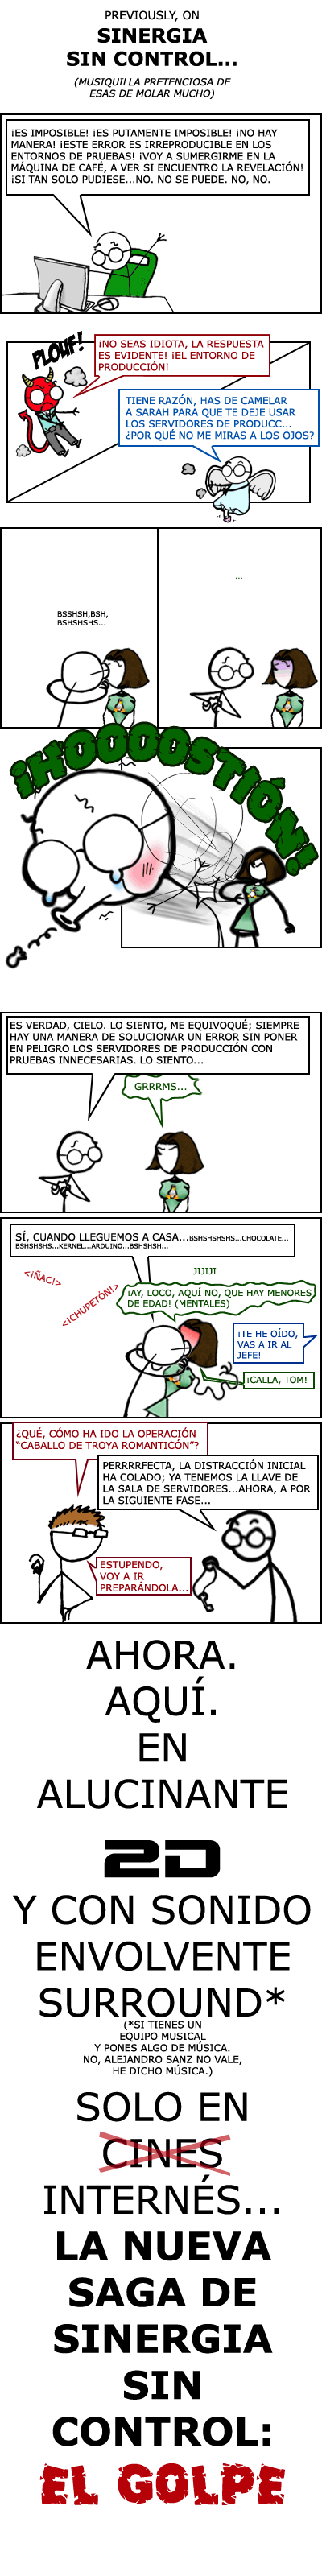 PREVIOUSLY, ON
SINERGIA
SIN CONTROL...
(MUSIQUILLA PRETENCIOSA DE
ESAS DE MOLAR MUCHO)
¡ES IMPOSIBLE! ¡ES PUTAMENTE IMPOSIBLE! ¡NO HAY
MANERA! ¡ESTE ERROR ES IRREPRODUCIBLE EN LOS
ENTORNOS DE PRUEBAS! ¡VOY A SUMERGIRME EN LA
MÁQUINA DE CAFÉ, A VER SI ENCUENTRO LA REVELACIÓN!
¡SI TAN SOLO PUDIESE...NO. NO SE PUEDE. NO, NO.
PLOUF!
¡NO SEAS IDIOTA, LA RESPUESTA
ES EVIDENTE! ¡EL ENTORNO DE
PRODUCCIÓN!
TIENE RAZÓN, HAS DE CAMELAR
A SARAH PARA QUE TE DEJE USAR
LOS SERVIDORES DE PRODUCC...
¿POR QUÉ NO ME MIRAS A LOS OJOS?
BSSHSH,BSH,
BSHSHSHS...
...
¡HOOOOSTIÓN!
ES VERDAD, CIELO. LO SIENTO, ME EQUIVOQUÉ; SIEMPRE
HAY UNA MANERA DE SOLUCIONAR UN ERROR SIN PONER
EN PELIGRO LOS SERVIDORES DE PRODUCCIÓN CON
PRUEBAS INNECESARIAS. LO SIENTO...
GRRRMS...
SÍ, CUANDO LLEGUEMOS A CASA...BSHSHSHSHS...CHOCOLATE...
BSHSHSHS...KERNEL...ARDUINO...BSHSHSH...
<¡ÑAC!>
<¡CHUPETÓN!>
JIJIJI
¡AY, LOCO, AQUÍ NO, QUE HAY MENORES
DE EDAD! (MENTALES)
¡TE HE OÍDO,
VAS A IR AL
JEFE!
¡CALLA, TOM!
¿QUÉ, CÓMO HA IDO LA OPERACIÓN
"CABALLO DE TROYA ROMANTICÓN"?
PERRRRFECTA, LA DISTRACCIÓN INICIAL
HA COLADO; YA TENEMOS LA LLAVE DE
LA SALA DE SERVIDORES...AHORA, A POR
LA SIGUIENTE FASE...
ESTUPENDO,
VOY A IR
PREPARÁNDOLA...
AHORA.
AQUÍ.
EN
ALUCINANTE
2D
Y CON SONIDO
ENVOLVENTE
SURROUND*
(*SI TIENES UN
EQUIPO MUSICAL
Y PONES ALGO DE MÚSICA.
NO, ALEJANDRO SANZ NO VALE,
HE DICHO MÚSICA.)
SOLO EN
CINES
INTERNÉS...
LA NUEVA
SAGA DE
SINERGIA
SIN
CONTROL:
EL GOLPE